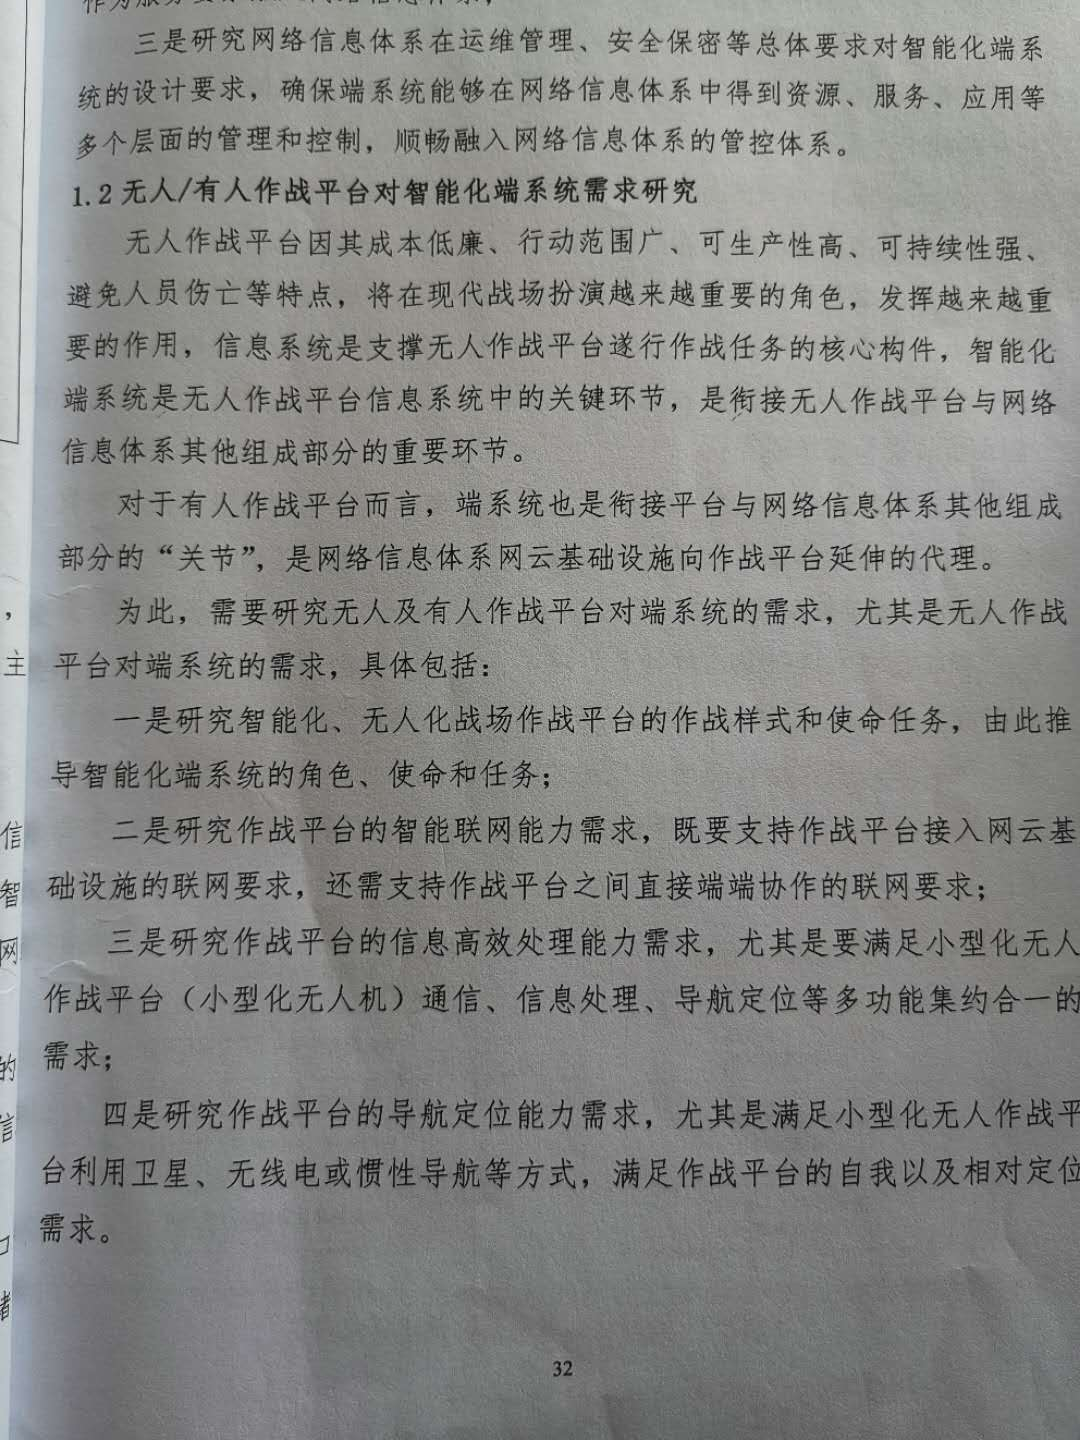 三是研究网络信息体系在运维管理、安全保密等总体要求对智能化端系
统的设计要求，确保端系统能够在网络信息体系中得到资源、服务、应用等
多个层面的管理和控制，顺畅融入网络信息体系的管控体系。
1.2 无人/有人作战平台对智能化端系统需求研究
无人作战平台因其成本低廉、行动范围广、可生产性高、可持续性强、
避免人员伤亡等特点，将在现代战场扮演越来越重要的角色，发挥越来越重
要的作用，信息系统是支撑无人作战平台遂行作战任务的核心构件，智能化
端系统是无人作战平台信息系统中的关键环节，是衔接无人作战平台与网络
信息体系其他组成部分的重要环节。
对于有人作战平台而言，端系统也是衔接平台与网络信息体系其他组成
部分的“关节”，是网络信息体系网云基础设施向作战平台延伸的代理。
为此，需要研究无人及有人作战平台对端系统的需求，尤其是无人作战
平台对端系统的需求，具体包括：
一是研究智能化、无人化战场作战平台的作战样式和使命任务，由此推
导智能化端系统的角色、使命和任务；
二是研究作战平台的智能联网能力需求，既要支持作战平台接入网云基
础设施的联网要求，还需支持作战平台之间直接端端协作的联网要求；
三是研究作战平台的信息高效处理能力需求，尤其是要满足小型化无人
作战平台（小型化无人机）通信、信息处理、导航定位等多功能集约合一的
需求；
四是研究作战平台的导航定位能力需求，尤其是满足小型化无人作战平
台利用卫星、无线电或惯性导航等方式，满足作战平台的自我以及相对定位
需求。
32
，
主
信
智
网
的
信